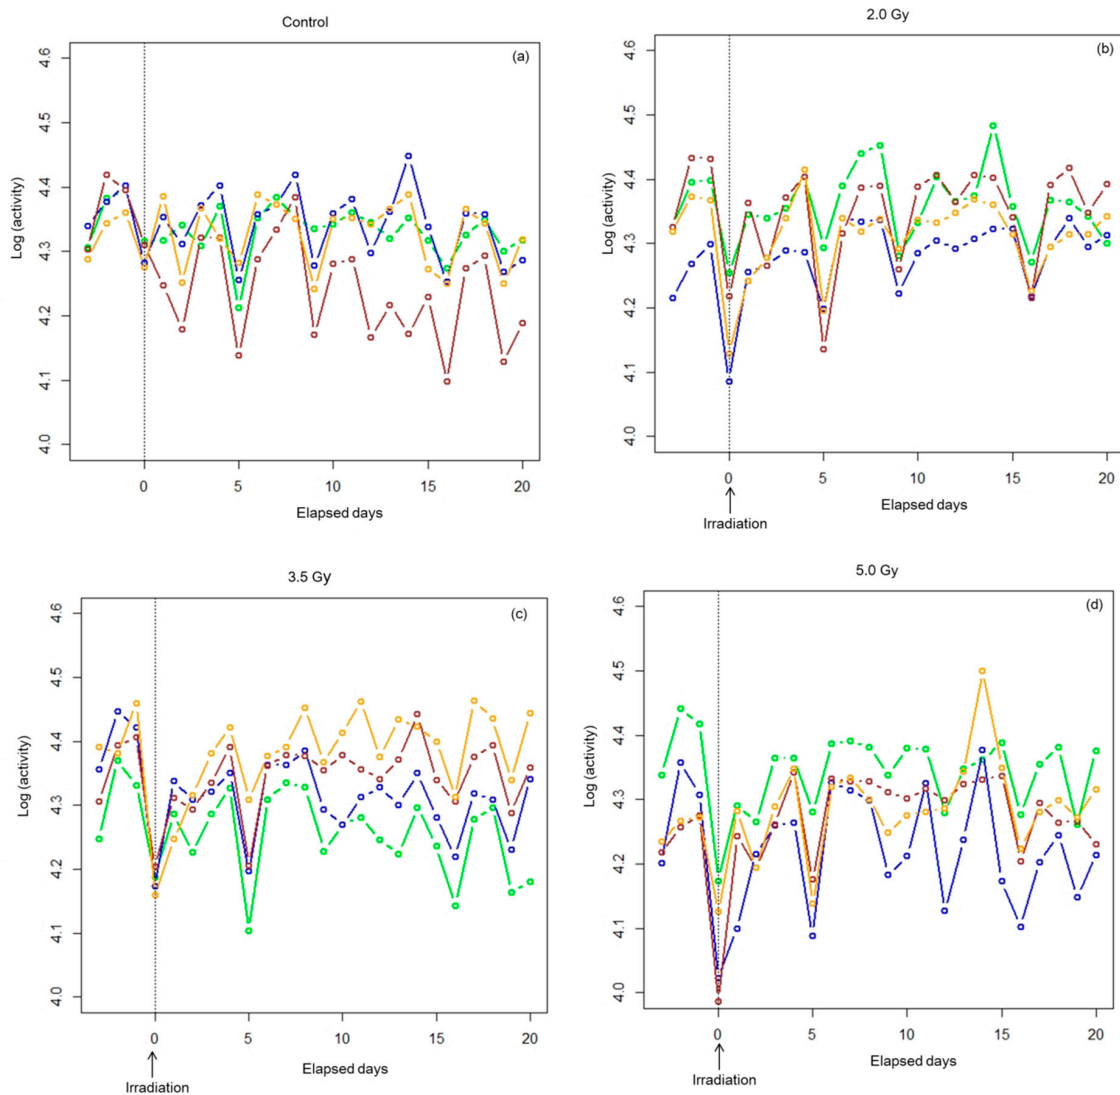 Control
(a)
Log (activity)
4.6
4.5
4.4
4.3
4.2
4.1
4.0
0 5 10 15 20
Elapsed days
2.0 Gy
(b)
Log (activity)
4.6
4.5
4.4
4.3
4.2
4.1
4.0
0 5 10 15 20
Elapsed days
Irradiation
3.5 Gy
(c)
Log (activity)
4.6
4.5
4.4
4.3
4.2
4.1
4.0
0 5 10 15 20
Elapsed days
Irradiation
5.0 Gy
(d)
Log (activity)
4.6
4.5
4.4
4.3
4.2
4.1
4.0
0 5 10 15 20
Elapsed days
Irradiation